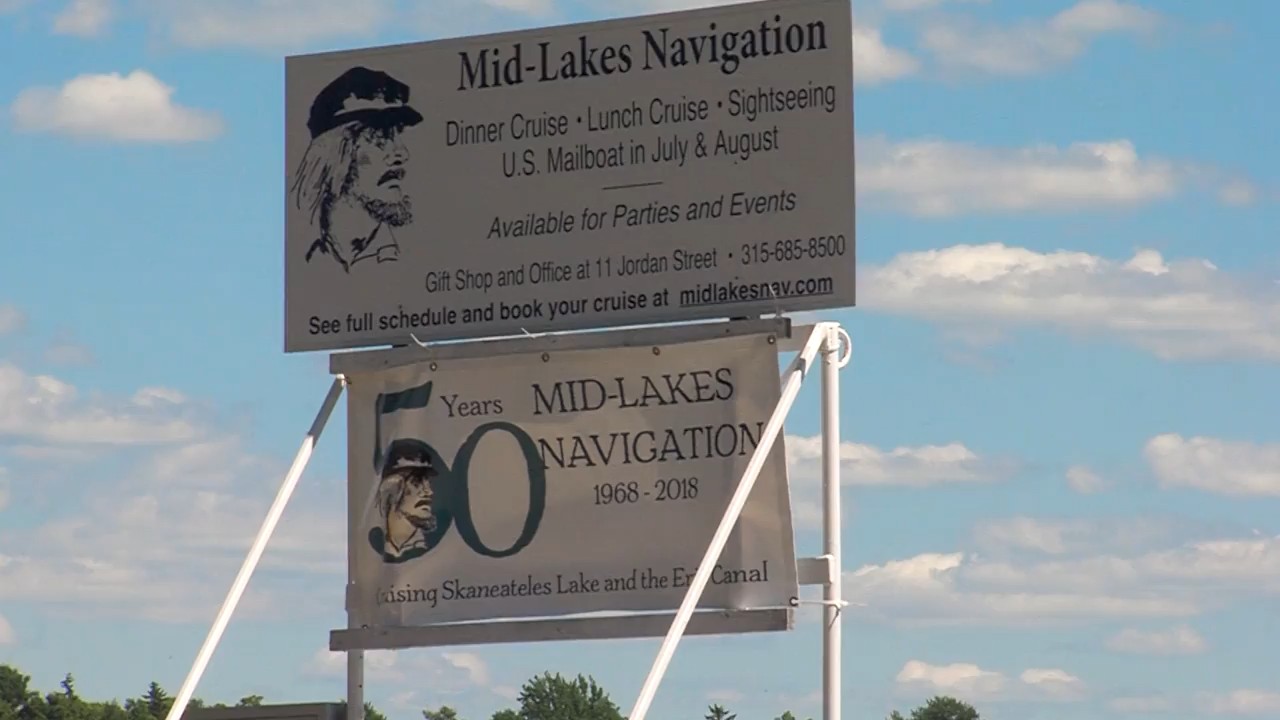 Mid-Lakes Navigation
Dinner Cruise • Lunch Cruise • Sightseeing
U.S. Mailboat in July & August
Available for Parties and Events
Gift Shop and Office at 11 Jordan Street • 315-685-8500
See full schedule and book your cruise at midlakesnav.com
50 Years
MID-LAKES
NAVIGATION
1968 - 2018
Skaneateles Lake and the Canal